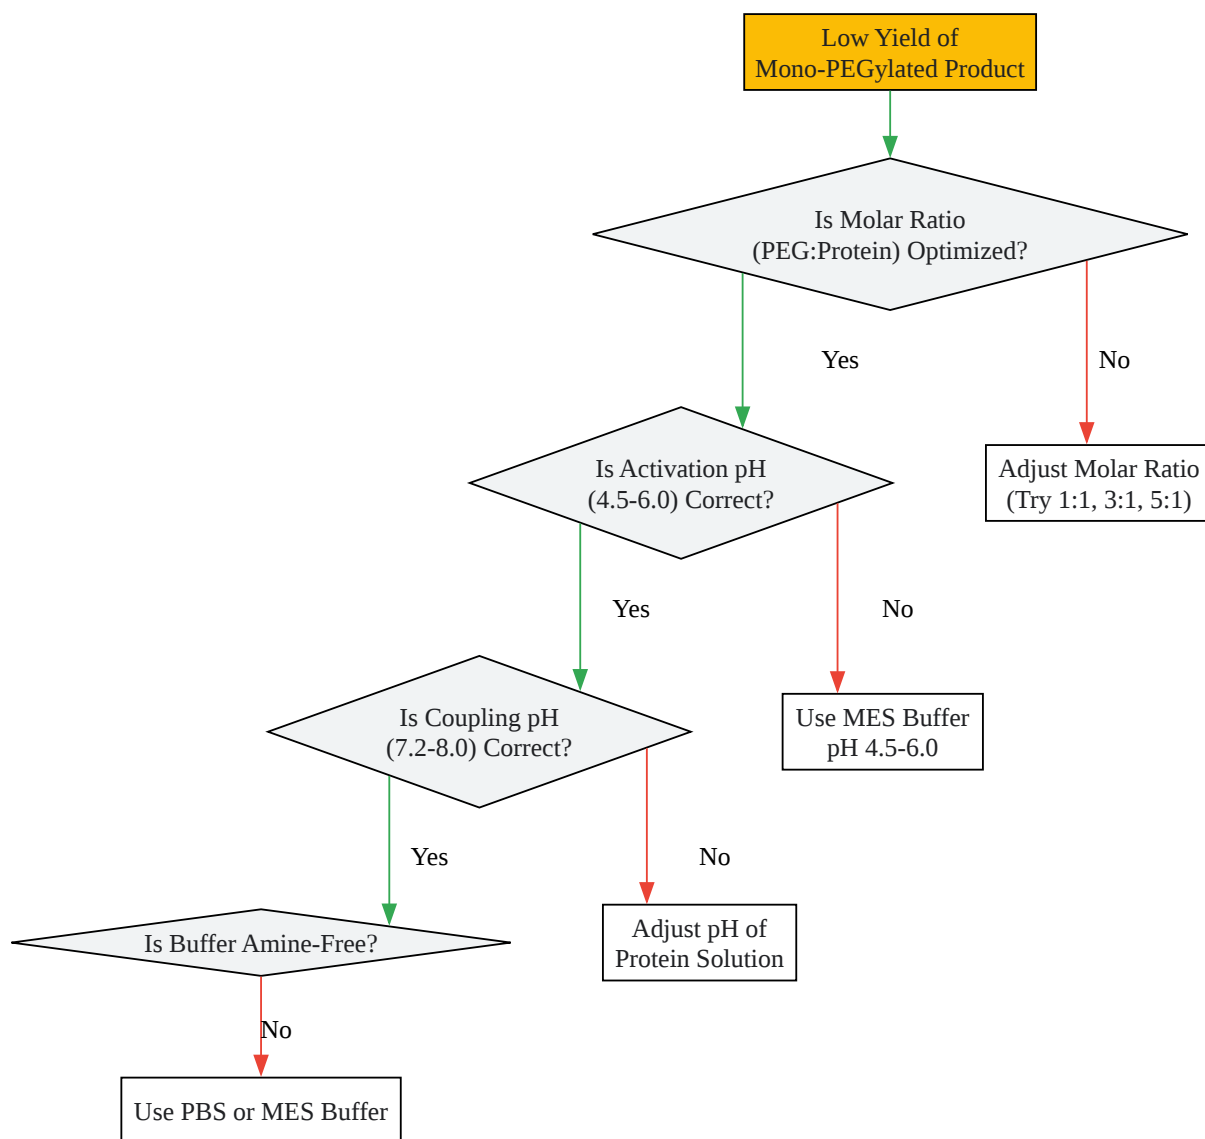 Low Yield of
Mono-PEGylated Product
Is Molar Ratio
(PEG:Protein) Optimized?
Yes
No
Is Activation pH
(4.5-6.0) Correct?
Adjust Molar Ratio
(Try 1:1, 3:1, 5:1)
Yes
No
Is Coupling pH
(7.2-8.0) Correct?
Use MES Buffer
pH 4.5-6.0
Yes
No
Is Buffer Amine-Free?
Adjust pH of
Protein Solution
No
Use PBS or MES Buffer